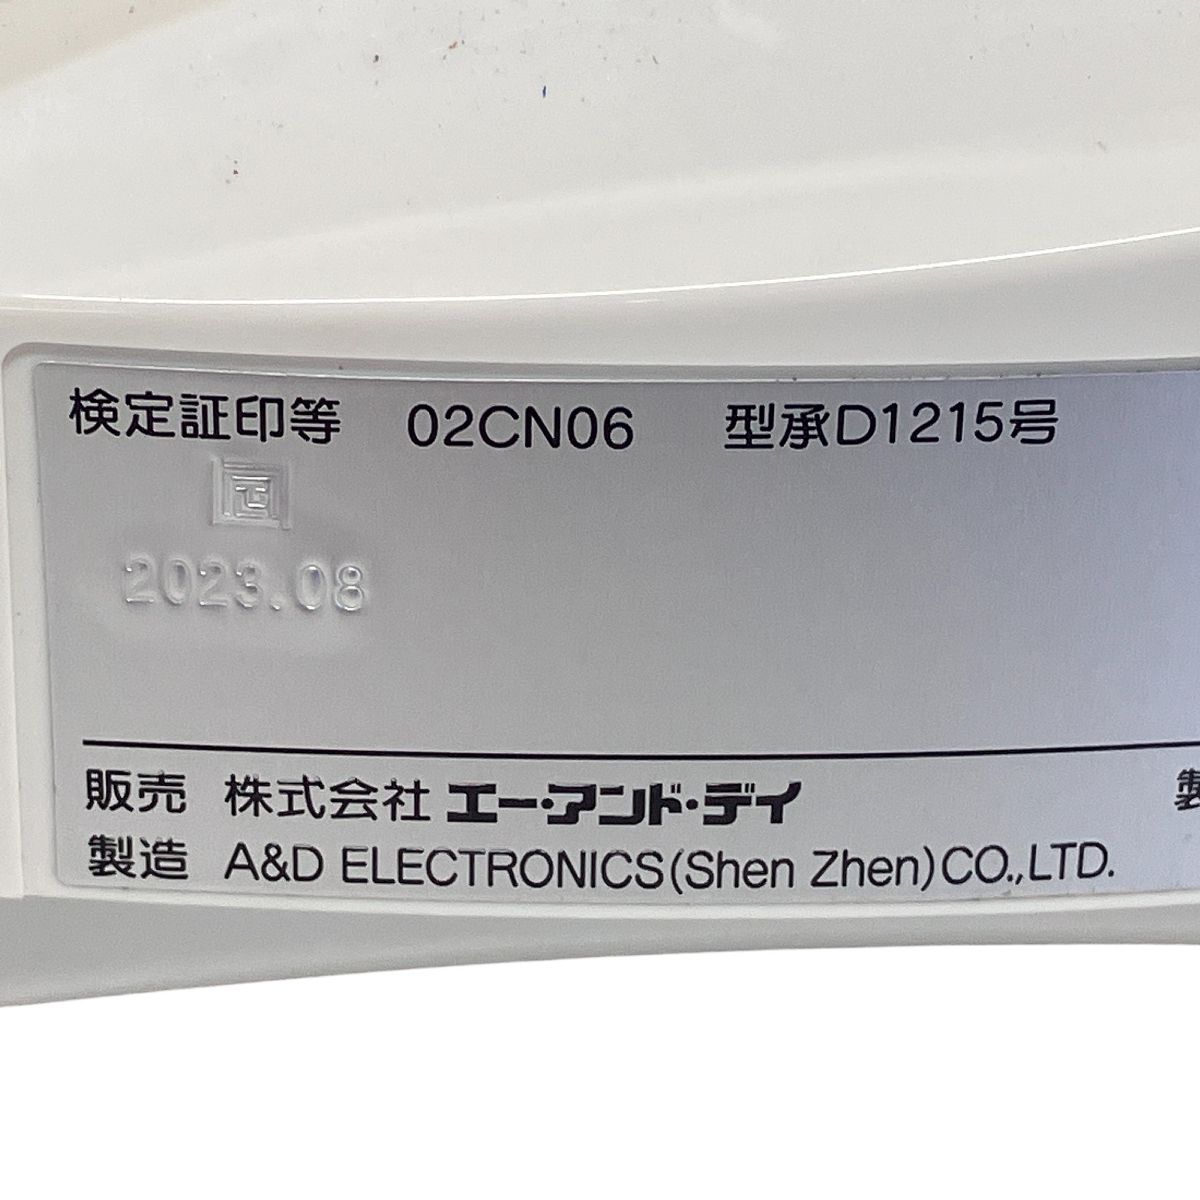 検定証印等 02CN06 型承D1215号
2023.08
販売 株式会社 エー・アンド・デイ
製造 A&D ELECTRONICS(Shen Zhen)CO.,LTD.